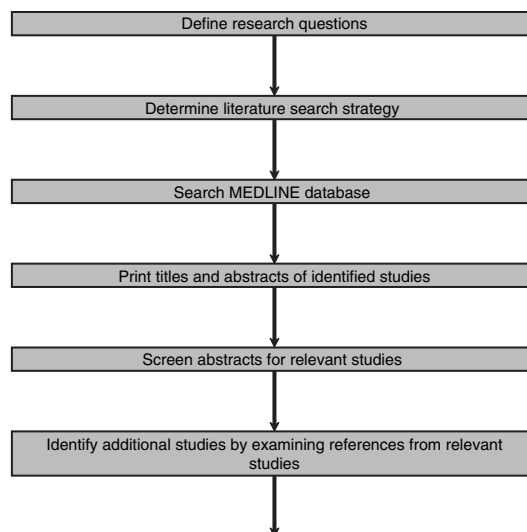 Define research questions
Determine literature search strategy
Search MEDLINE database
Print titles and abstracts of identified studies
Screen abstracts for relevant studies
Identify additional studies by examining references from relevant
studies